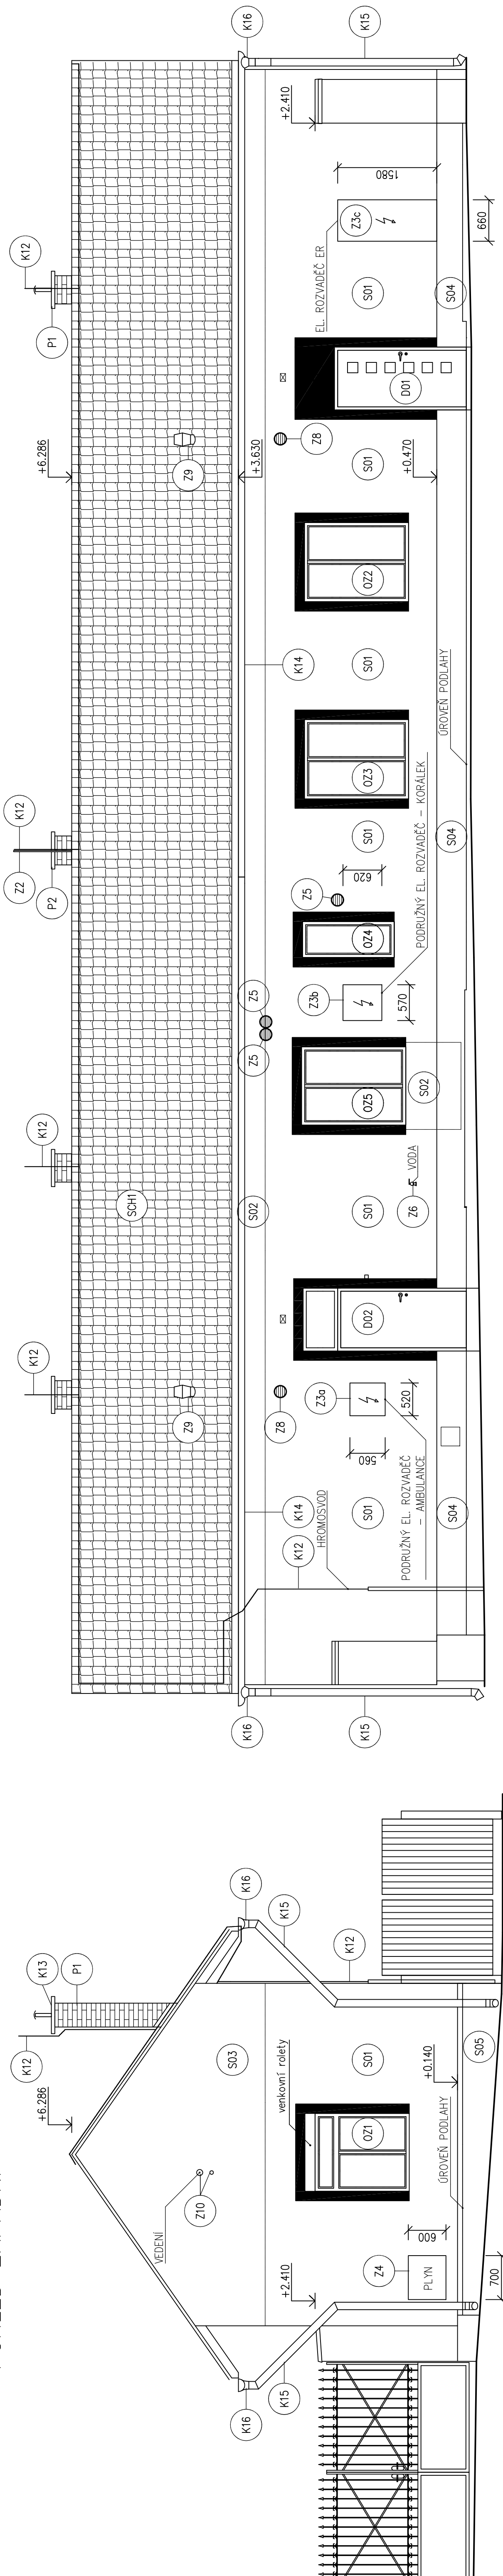 K12
K13
P1
+6.286
K16
K15
K12
S03
VEDENÍ
Z10
venkovní rolety
S01
OZ1
+2.410
K16
K15
Z4
PLYN
600
700
+0.140
ÚROVEŇ PODLAHY
S05
K12
K12
Z2
K12
P2
K12
P1
+6.286
SCH1
Z9
Z9
K16
S02
+3.630
K16
K14
Z8
Z5
Z5
K14
Z8
K12
HROMOSVOD
Z3a
Z3b
Z5
EL. ROZVADĚČ ER
+2.410
K15
S01
560
D02
S01
OZ5
620
OZ4
S01
OZ3
S01
OZ2
S01
S01
Z3c
1580
K15
520
Z6
VODA
570
D01
PODRUŽNÝ EL. ROZVADĚČ
– AMBULANCE
PODRUŽNÝ EL. ROZVADĚČ – KORÁLEK
S02
+0.470
ÚROVEŇ PODLAHY
S04
S04
S04
660